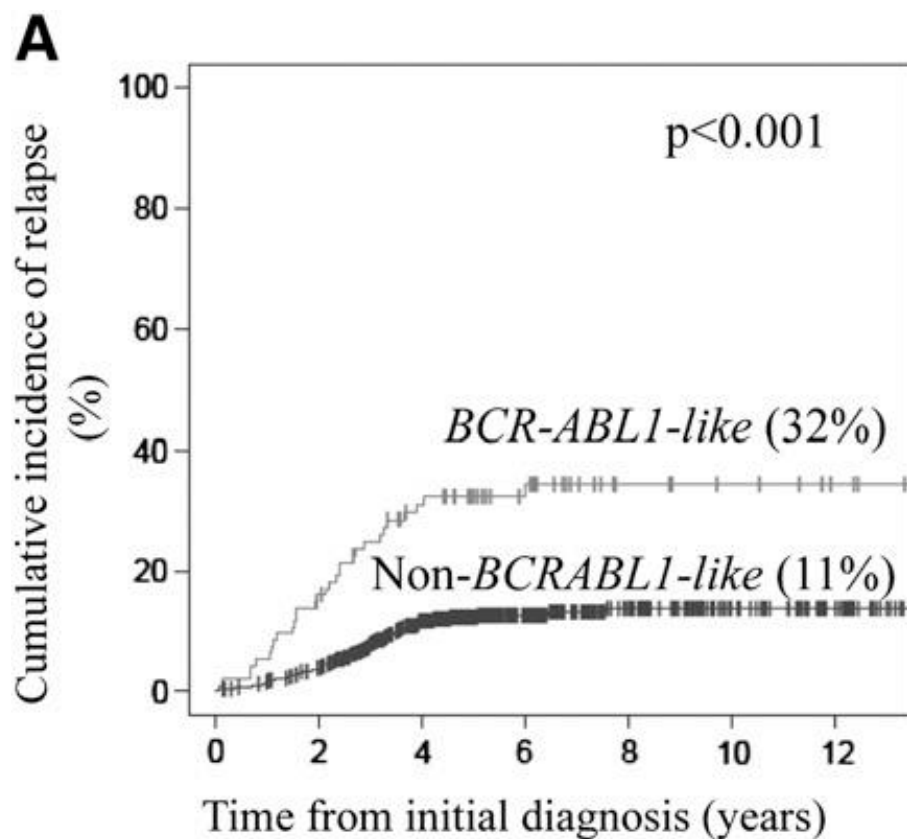 A
Cumulative incidence of relapse
(%)
100
80
60
40
20
0
p<0.001
BCR-ABL1-like (32%)
Non-BCRABL1-like (11%)
0 2 4 6 8 10 12
Time from initial diagnosis (years)